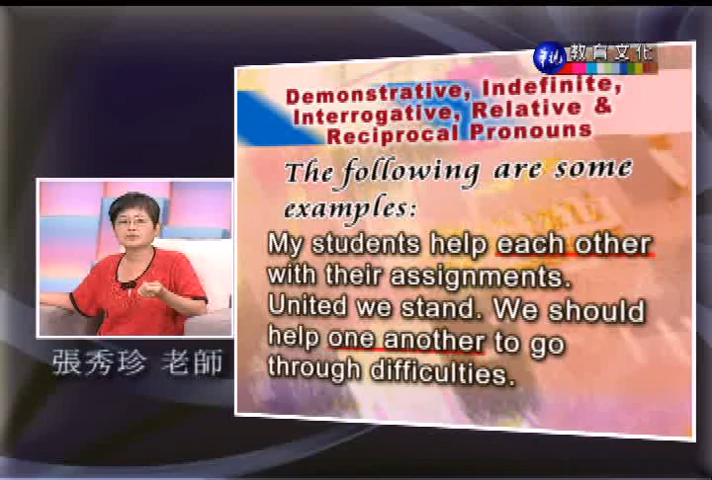 華視 教育文化
Demonstrative, Indefinite,
Interrogative, Relative &
Reciprocal Pronouns
The following are some
examples:
My students help each other
with their assignments.
United we stand. We should
help one another to go
through difficulties.
張秀珍 老師